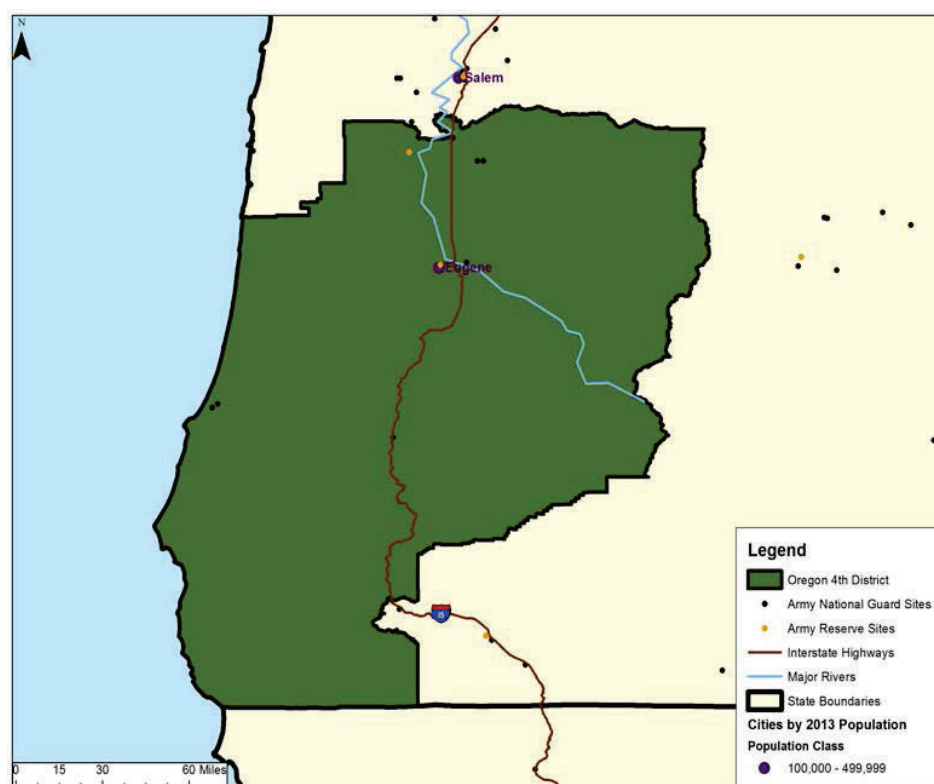 N
Salem
Eugene
15
Legend
Oregon 4th District
Army National Guard Sites
Army Reserve Sites
Interstate Highways
Major Rivers
State Boundaries
Cities by 2013 Population
Population Class
100,000 - 499,999
0 15 30 60 Miles